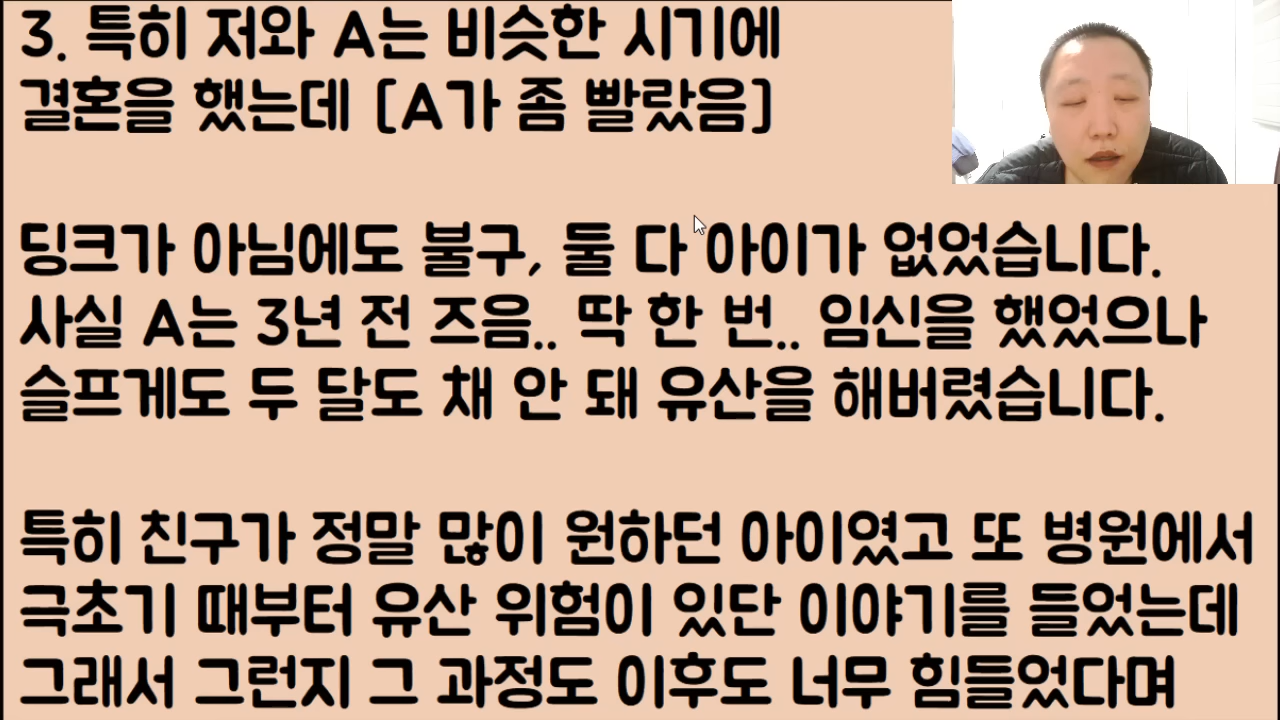 3. 특히 저와 A는 비슷한 시기에
결혼을 했는데 [A가 좀 빨랐음]
딩크가 아님에도 불구, 둘 다 아이가 없었습니다.
사실 A는 3년 전 즈음.. 딱 한 번.. 임신을 했었으나
슬프게도 두 달도 채 안 돼 유산을 해버렸습니다.
특히 친구가 정말 많이 원하던 아이였고 또 병원에서
극초기 때부터 유산 위험이 있단 이야기를 들었는데
그래서 그런지 그 과정도 이후도 너무 힘들었다며